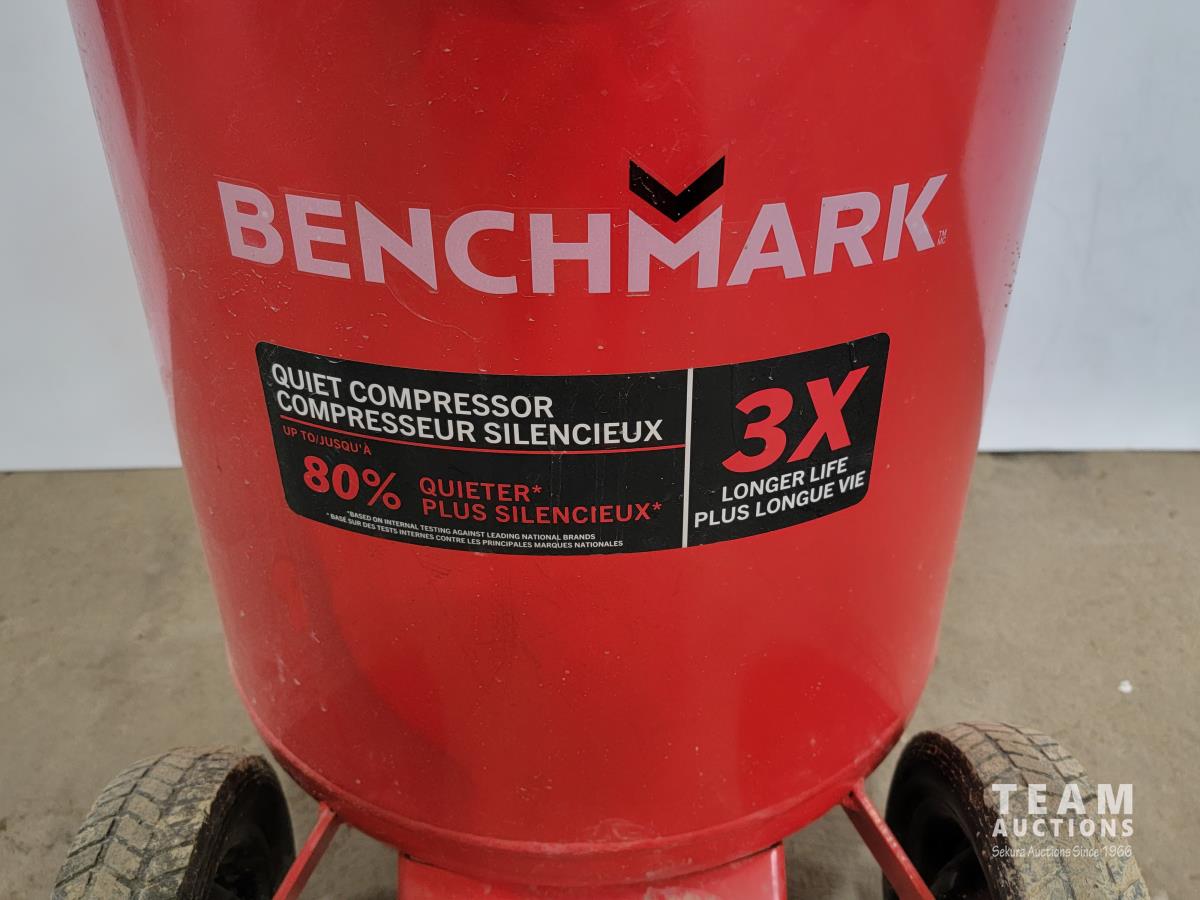 BENCHMARK
TM
MC
QUIET COMPRESSOR
COMPRESSEUR SILENCIEUX
UP TO/JUSQU'À
80%
QUIETER*
PLUS SILENCIEUX*
*BASED ON INTERNAL TESTING AGAINST LEADING NATIONAL BRANDS
* BASÉ SUR DES TESTS INTERNES CONTRE LES PRINCIPALES MARQUES NATIONALES
3X
LONGER LIFE
PLUS LONGUE VIE
TEAM
AUCTIONS
Sekura Auctions Since 1966